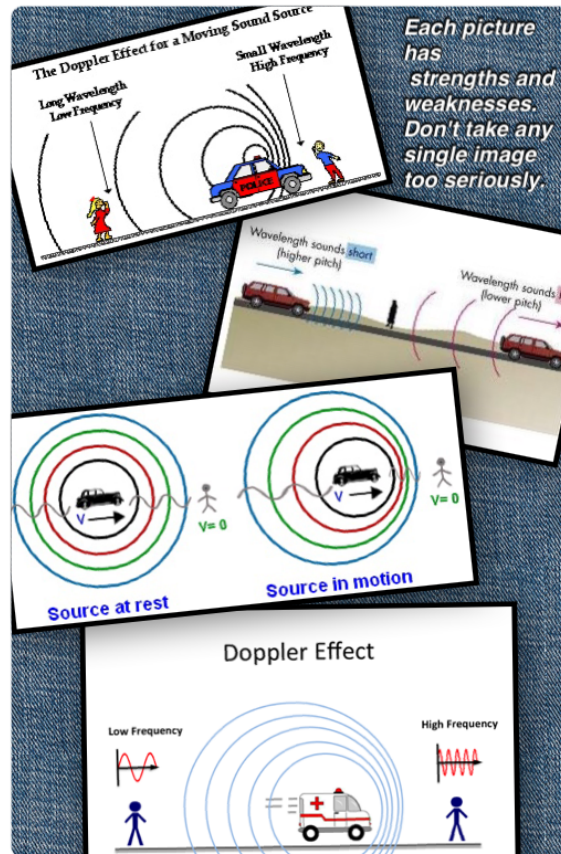 The Doppler Effect for a Moving Sound Source
Long Wavelength
Low Frequency
Small Wavelength
High Frequency
POLICE
Each picture
has
strengths and
weaknesses.
Don't take any
single image
too seriously.
Wavelength sounds short
(higher pitch)
Wavelength sounds
(lower pitch)
V
V= 0
Source at rest
V
V= 0
Source in motion
Doppler Effect
Low Frequency
High Frequency